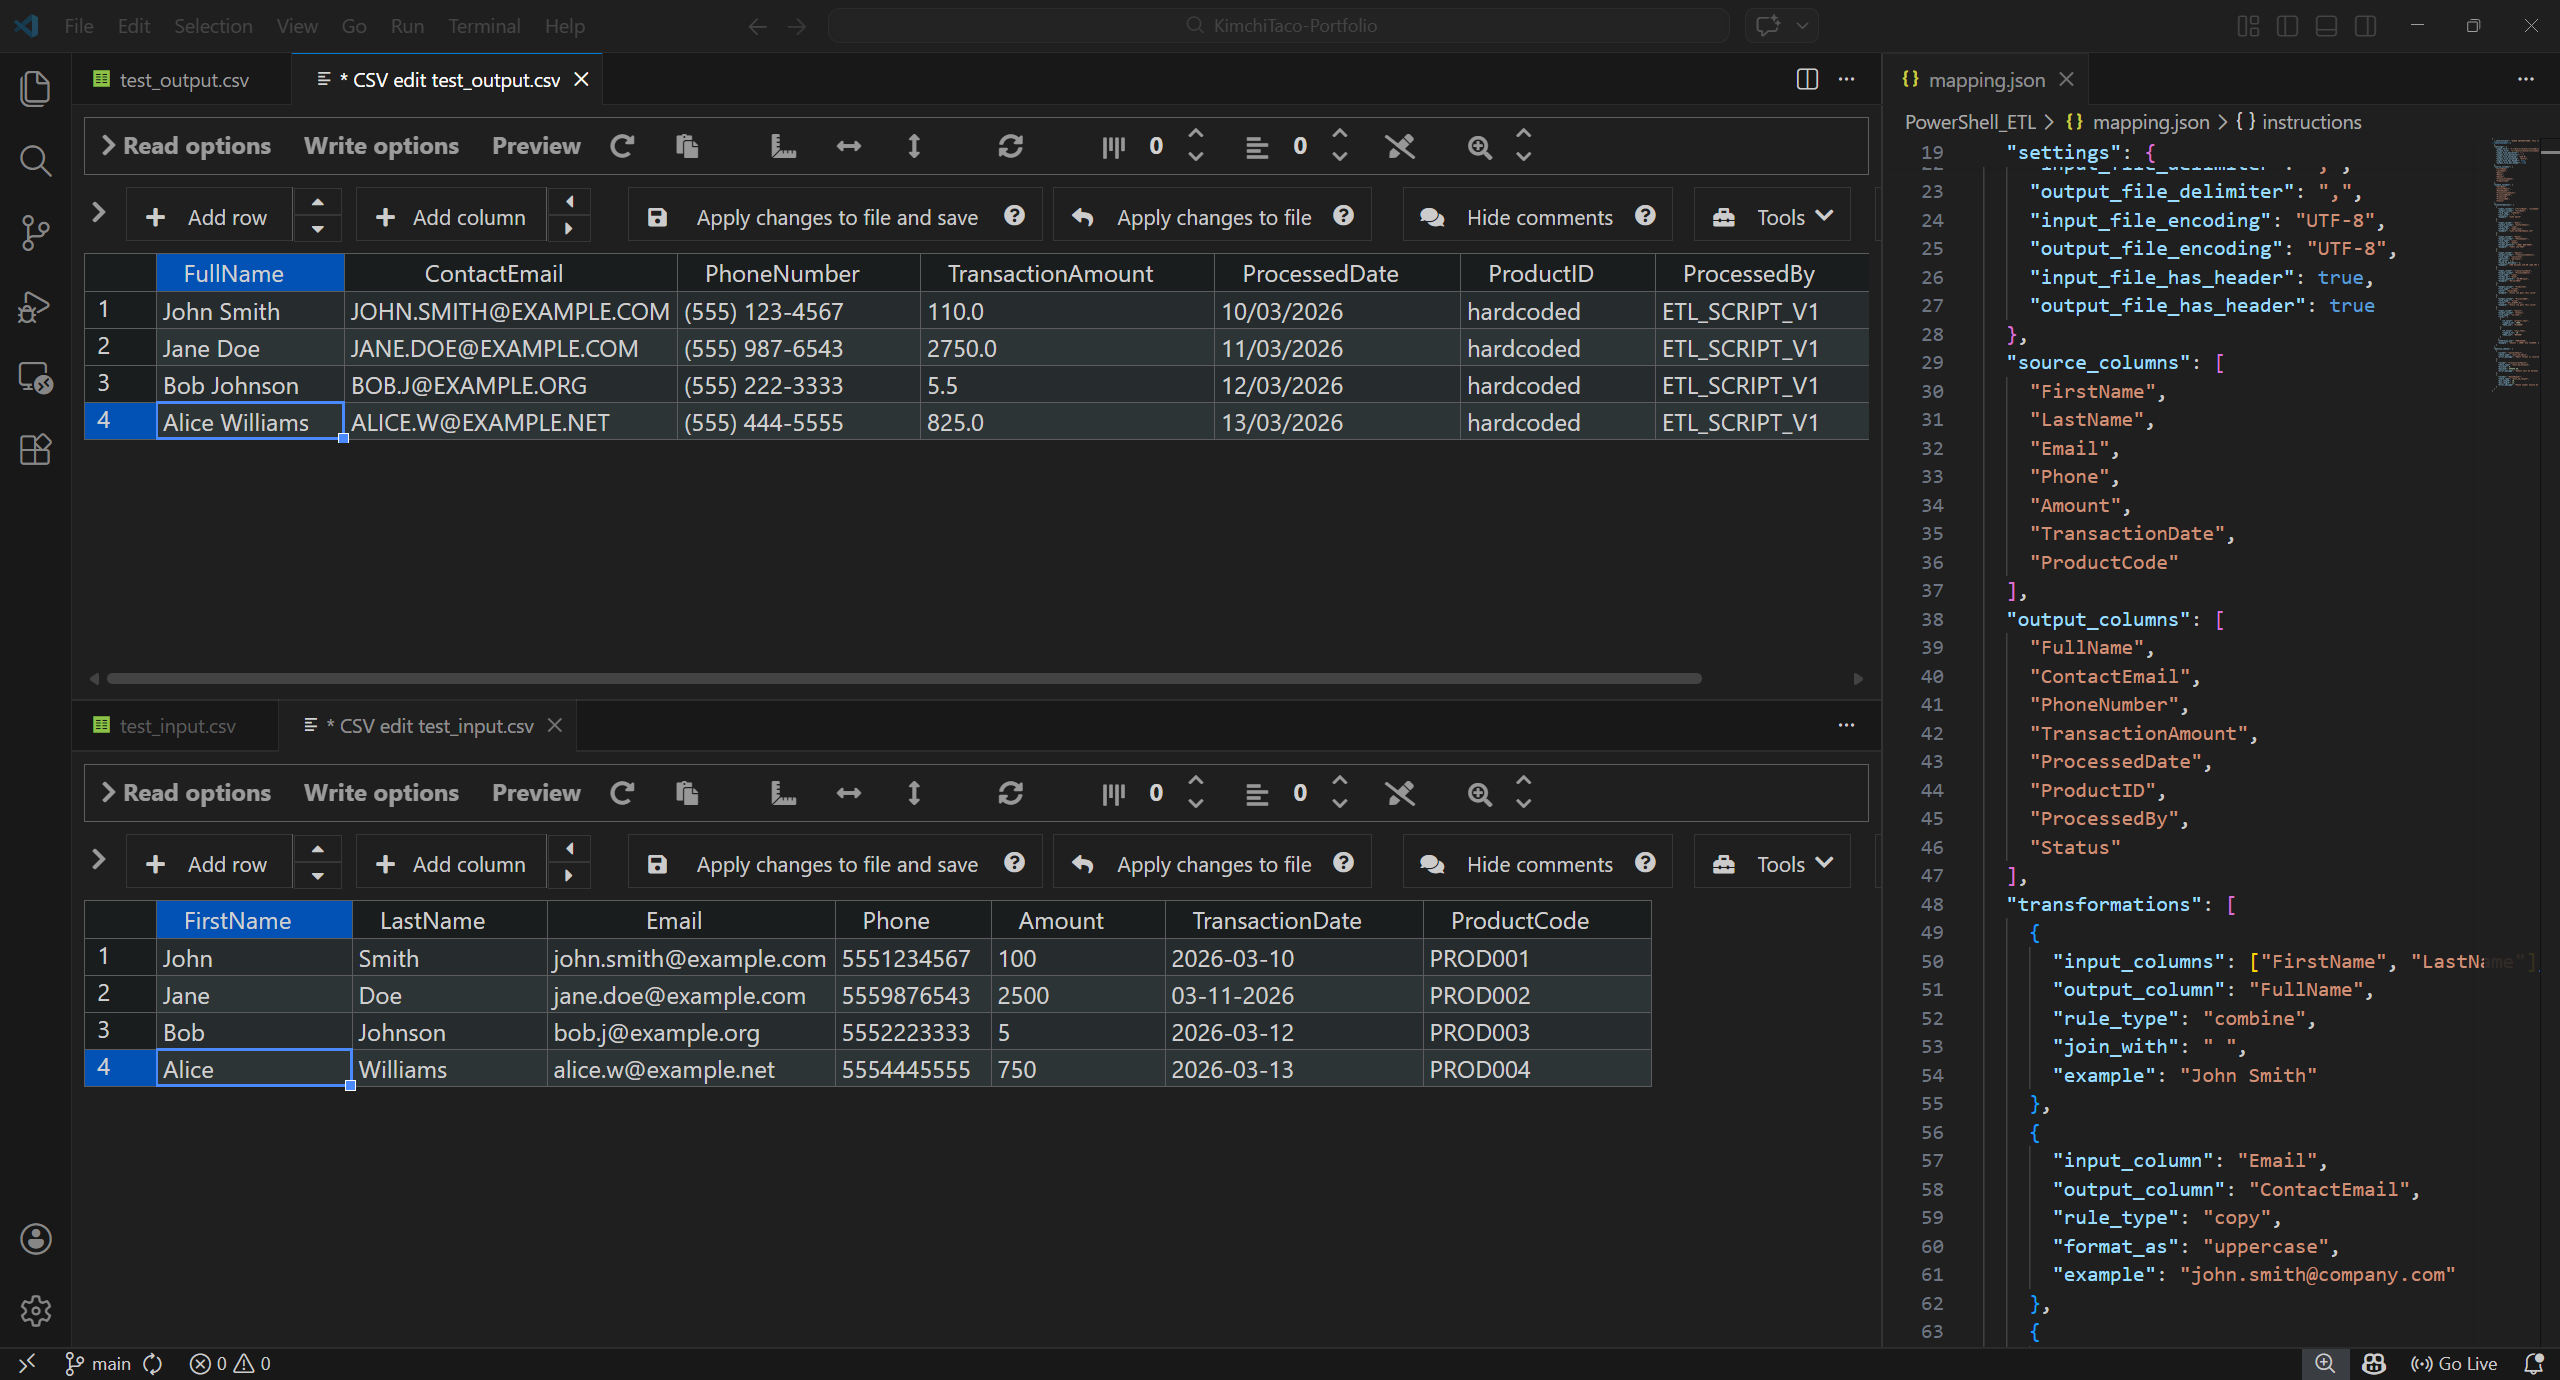 File Edit Selection View Go Run Terminal Help
KimchiTaco-Portfolio
test_output.csv
* CSV edit test_output.csv
Read options Write options Preview 0 0
Add row Add column Apply changes to file and save Apply changes to file Hide comments Tools
FullName ContactEmail PhoneNumber TransactionAmount ProcessedDate ProductID ProcessedBy
1 John Smith JOHN.SMITH@EXAMPLE.COM (555) 123-4567 110.0 10/03/2026 hardcoded ETL_SCRIPT_V1
2 Jane Doe JANE.DOE@EXAMPLE.COM (555) 987-6543 2750.0 11/03/2026 hardcoded ETL_SCRIPT_V1
3 Bob Johnson BOB.J@EXAMPLE.ORG (555) 222-3333 5.5 12/03/2026 hardcoded ETL_SCRIPT_V1
4 Alice Williams ALICE.W@EXAMPLE.NET (555) 444-5555 825.0 13/03/2026 hardcoded ETL_SCRIPT_V1
test_input.csv
* CSV edit test_input.csv
Read options Write options Preview 0 0
Add row Add column Apply changes to file and save Apply changes to file Hide comments Tools
FirstName LastName Email Phone Amount TransactionDate ProductCode
1 John Smith john.smith@example.com 5551234567 100 2026-03-10 PROD001
2 Jane Doe jane.doe@example.com 5559876543 2500 03-11-2026 PROD002
3 Bob Johnson bob.j@example.org 5552223333 5 2026-03-12 PROD003
4 Alice Williams alice.w@example.net 5554445555 750 2026-03-13 PROD004
{} mapping.json
PowerShell_ETL > {} mapping.json > {} instructions
19 "settings": {
23 "output_file_delimiter": ",",
24 "input_file_encoding": "UTF-8",
25 "output_file_encoding": "UTF-8",
26 "input_file_has_header": true,
27 "output_file_has_header": true
28 },
29 "source_columns": [
30 "FirstName",
31 "LastName",
32 "Email",
33 "Phone",
34 "Amount",
35 "TransactionDate",
36 "ProductCode"
37 ],
38 "output_columns": [
39 "FullName",
40 "ContactEmail",
41 "PhoneNumber",
42 "TransactionAmount",
43 "ProcessedDate",
44 "ProductID",
45 "ProcessedBy",
46 "Status"
47 ],
48 "transformations": [
49 {
50 "input_columns": ["FirstName", "LastName"]
51 "output_column": "FullName",
52 "rule_type": "combine",
53 "join_with": " ",
54 "example": "John Smith"
55 },
56 {
57 "input_column": "Email",
58 "output_column": "ContactEmail",
59 "rule_type": "copy",
60 "format_as": "uppercase",
61 "example": "john.smith@company.com"
62 },
63 {
main 0 0 Go Live